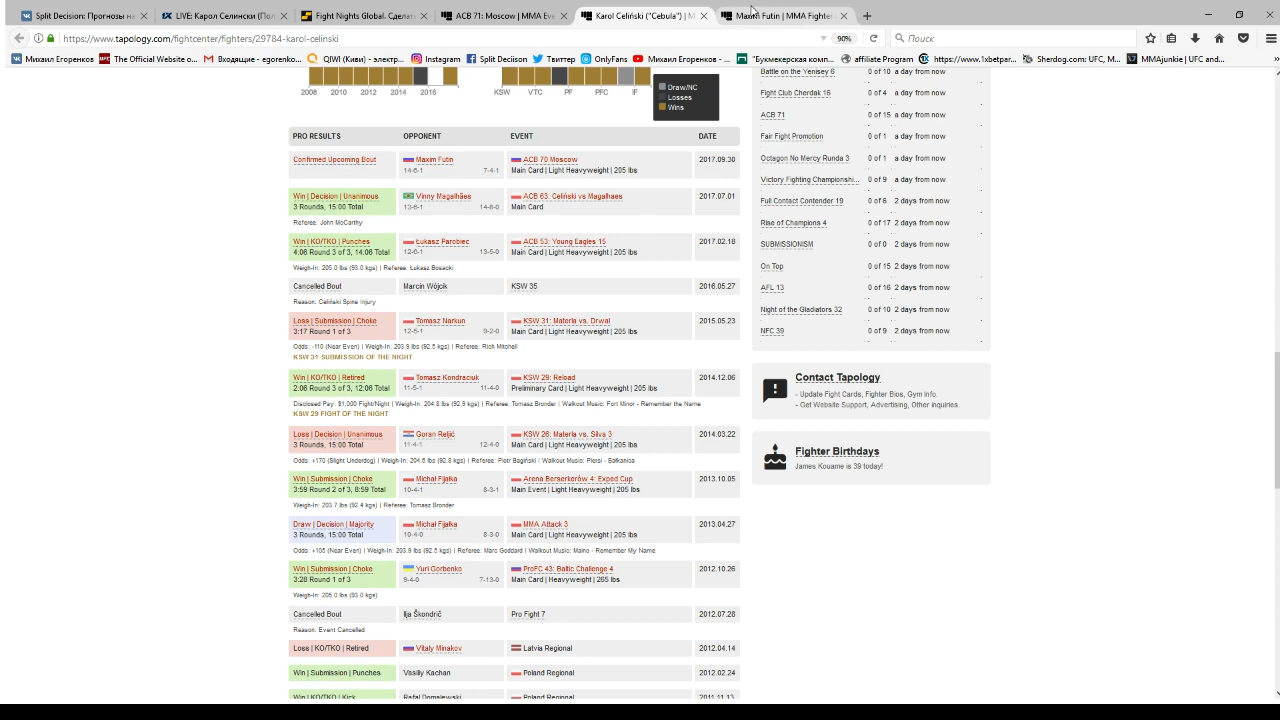 Split Decision: Прогнозы на
LIVE: Карол Селински (Пол
Fight Nights Global. Сделат
ACB 71: Moscow | MMA Eve
Karol Celiński ("Cebula") | M
Maxim Futin | MMA Fighter
https://www.tapology.com/fightcenter/fighters/29784-karol-celinski
90%
Поиск
Михаил Егоренков
The Official Website o...
Входящие - egorenko...
QIWI (Киви) - электр...
Instagram
Split Deciison
Твиттер
OnlyFans
Михаил Егоренков - ...
"Букмекерская комп...
affiliate Program
https://www.1xbetpar...
Sherdog.com: UFC, M...
MMAjunkie | UFC and...
2008 2010 2012 2014 2016
KSW VTC PF PFC IF
Draw/NC
Losses
Wins
PRO RESULTS OPPONENT EVENT DATE
Confirmed Upcoming Bout Maxim Futin ACB 70 Moscow 2017.09.30
14-6-1 7-4-1 Main Card | Light Heavyweight | 205 lbs
Win | Decision | Unanimous Vinny Magalhães ACB 63: Celiński vs Magalhaes 2017.07.01
3 Rounds, 15:00 Total 13-6-1 14-8-0 Main Card
Referee: John McCarthy
Win | KO/TKO | Punches Łukasz Parobiec ACB 53: Young Eagles 15 2017.02.18
4:06 Round 3 of 3, 14:06 Total 12-6-1 13-5-0 Main Card | Light Heavyweight | 205 lbs
Weigh-In: 205.0 lbs (93.0 kgs) | Referee: Łukasz Bosacki
Cancelled Bout Marcin Wójcik KSW 35 2016.05.27
Reason: Celiński Spine Injury
Loss | Submission | Choke Tomasz Narkun KSW 31: Materla vs. Drwal 2015.05.23
3:17 Round 1 of 3 12-5-1 9-2-0 Main Card | Light Heavyweight | 205 lbs
Odds: -110 (Near Even) | Weigh-In: 203.9 lbs (92.5 kgs) | Referee: Rich Mitchell
KSW 31 SUBMISSION OF THE NIGHT
Win | KO/TKO | Retired Tomasz Kondraciuk KSW 29: Reload 2014.12.06
2:06 Round 3 of 3, 12:06 Total 11-5-1 11-4-0 Preliminary Card | Light Heavyweight | 205 lbs
Disclosed Pay: $1,000 Fight/Night | Weigh-In: 204.8 lbs (92.9 kgs) | Referee: Tomasz Bronder | Walkout Music: Fort Minor - Remember the Name
KSW 29 FIGHT OF THE NIGHT
Loss | Decision | Unanimous Goran Reljić KSW 26: Materla vs. Silva 3 2014.03.22
3 Rounds, 15:00 Total 11-4-1 12-4-0 Main Card | Light Heavyweight | 205 lbs
Odds: +170 (Slight Underdog) | Weigh-In: 204.6 lbs (92.8 kgs) | Referee: Piotr Bagiński | Walkout Music: Piersi - Bałkanica
Win | Submission | Choke Michał Fijałka Arena Berserkerów 4: Exped Cup 2013.10.05
3:59 Round 2 of 3, 8:59 Total 10-4-1 8-3-1 Main Event | Light Heavyweight | 205 lbs
Weigh-In: 203.7 lbs (92.4 kgs) | Referee: Tomasz Bronder
Draw | Decision | Majority Michał Fijałka MMA Attack 3 2013.04.27
3 Rounds, 15:00 Total 10-4-0 8-3-0 Main Card | Light Heavyweight | 205 lbs
Odds: +105 (Near Even) | Weigh-In: 203.9 lbs (92.5 kgs) | Referee: Marc Goddard | Walkout Music: Maino - Remember My Name
Win | Submission | Choke Yuri Gorbenko ProFC 43: Baltic Challenge 4 2012.10.26
3:28 Round 1 of 3 9-4-0 7-13-0 Main Card | Heavyweight | 265 lbs
Weigh-In: 205.0 lbs (93.0 kgs)
Cancelled Bout Ilja Škondrič Pro Fight 7 2012.07.28
Reason: Event Cancelled
Loss | KO/TKO | Retired Vitaly Minakov Latvia Regional 2012.04.14
Win | Submission | Punches Vasiliy Kachan Poland Regional 2012.02.24
Win | KO/TKO | Kick Rafał Domalewski Poland Regional 2011.11.13
Battle on the Yenisey 6 0 of 10 a day from now
Fight Club Cherdak 16 0 of 4 a day from now
ACB 71 0 of 15 a day from now
Fair Fight Promotion 0 of 1 a day from now
Octagon No Mercy Runda 3 0 of 1 a day from now
Victory Fighting Championshi... 0 of 9 a day from now
Full Contact Contender 19 0 of 6 2 days from now
Rise of Champions 4 0 of 17 2 days from now
SUBMISSIONISM 0 of 0 2 days from now
On Top 0 of 15 2 days from now
AFL 13 0 of 16 2 days from now
Night of the Gladiators 32 0 of 10 2 days from now
NFC 39 0 of 9 2 days from now
Contact Tapology
- Update Fight Cards, Fighter Bios, Gym Info.
- Get Website Support, Advertising, Other inquiries.
Fighter Birthdays
James Kouame is 39 today!